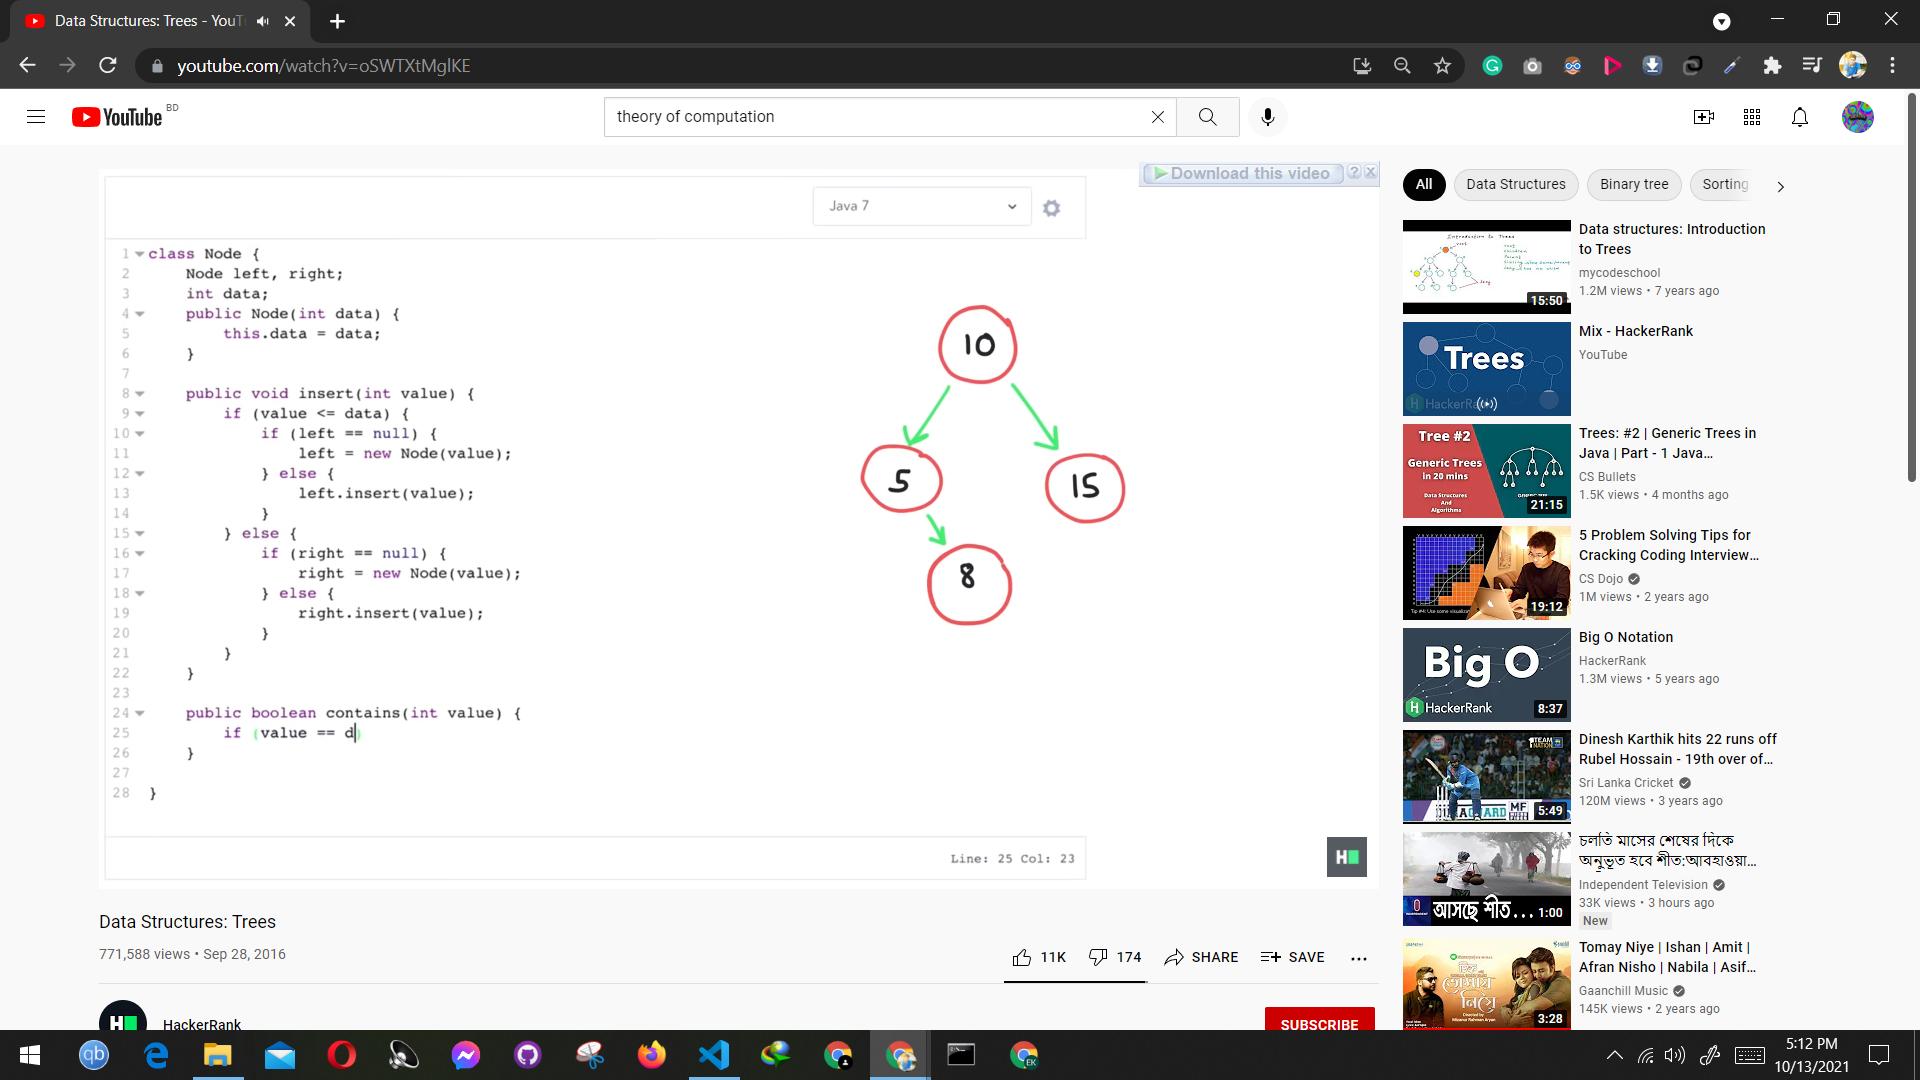 Data Structures: Trees - YouT
youtube.com/watch?v=oSWTXtMglKE
YouTube BD
theory of computation
Download this video ? X
Java 7
1 class Node {
2 Node left, right;
3 int data;
4 public Node(int data) {
5 this.data = data;
6 }
7
8 public void insert(int value) {
9 if (value <= data) {
10 if (left == null) {
11 left = new Node(value);
12 } else {
13 left.insert(value);
14 }
15 } else {
16 if (right == null) {
17 right = new Node(value);
18 } else {
19 right.insert(value);
20 }
21 }
22 }
23
24 public boolean contains(int value) {
25 if (value == d)
26 }
27
28 }
10
5
15
8
Line: 25 Col: 23
H
Data Structures: Trees
771,588 views • Sep 28, 2016
11K 174 SHARE SAVE
H HackerRank
SUBSCRIBE
All Data Structures Binary tree Sorting
Introduction to Trees
15:50
Data structures: Introduction
to Trees
mycodeschool
1.2M views • 7 years ago
Trees
H HackerRa
Mix - HackerRank
YouTube
Tree #2
Generic Trees
in 20 mins
Data Structures
And
Algorithms
21:15
Trees: #2 | Generic Trees in
Java | Part - 1 Java...
CS Bullets
1.5K views • 4 months ago
19:12
5 Problem Solving Tips for
Cracking Coding Interview...
CS Dojo
1M views • 2 years ago
Big O
H HackerRank
8:37
Big O Notation
HackerRank
1.3M views • 5 years ago
TEAM
NATION
MF
5:49
Dinesh Karthik hits 22 runs off
Rubel Hossain - 19th over of...
Sri Lanka Cricket
120M views • 3 years ago
আসছে শীত...
1:00
চলতি মাসের শেষের দিকে
অনুভূত হবে শীত:আবহাওয়া...
Independent Television
33K views • 3 hours ago
New
তোমায় নিয়ে
3:28
Tomay Niye | Ishan | Amit |
Afran Nisho | Nabila | Asif...
Gaanchill Music
145K views • 2 years ago
qb
EK
5:12 PM
10/13/2021